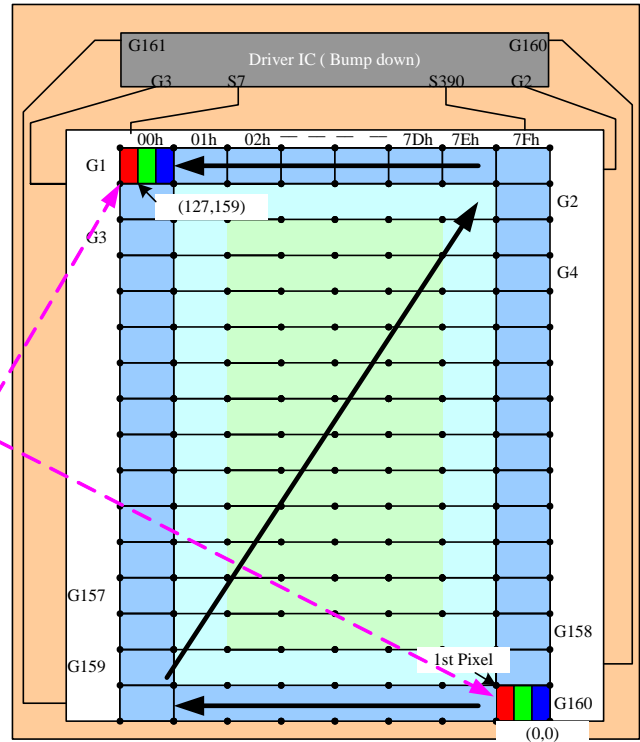 G161 G160
Driver IC ( Bump down)
G3 S7 S390 G2
00h 01h 02h 7Dh 7Eh 7Fh
G1
(127,159) G2
G3
G4
G157
G158
1st Pixel
G159
G160
(0,0)